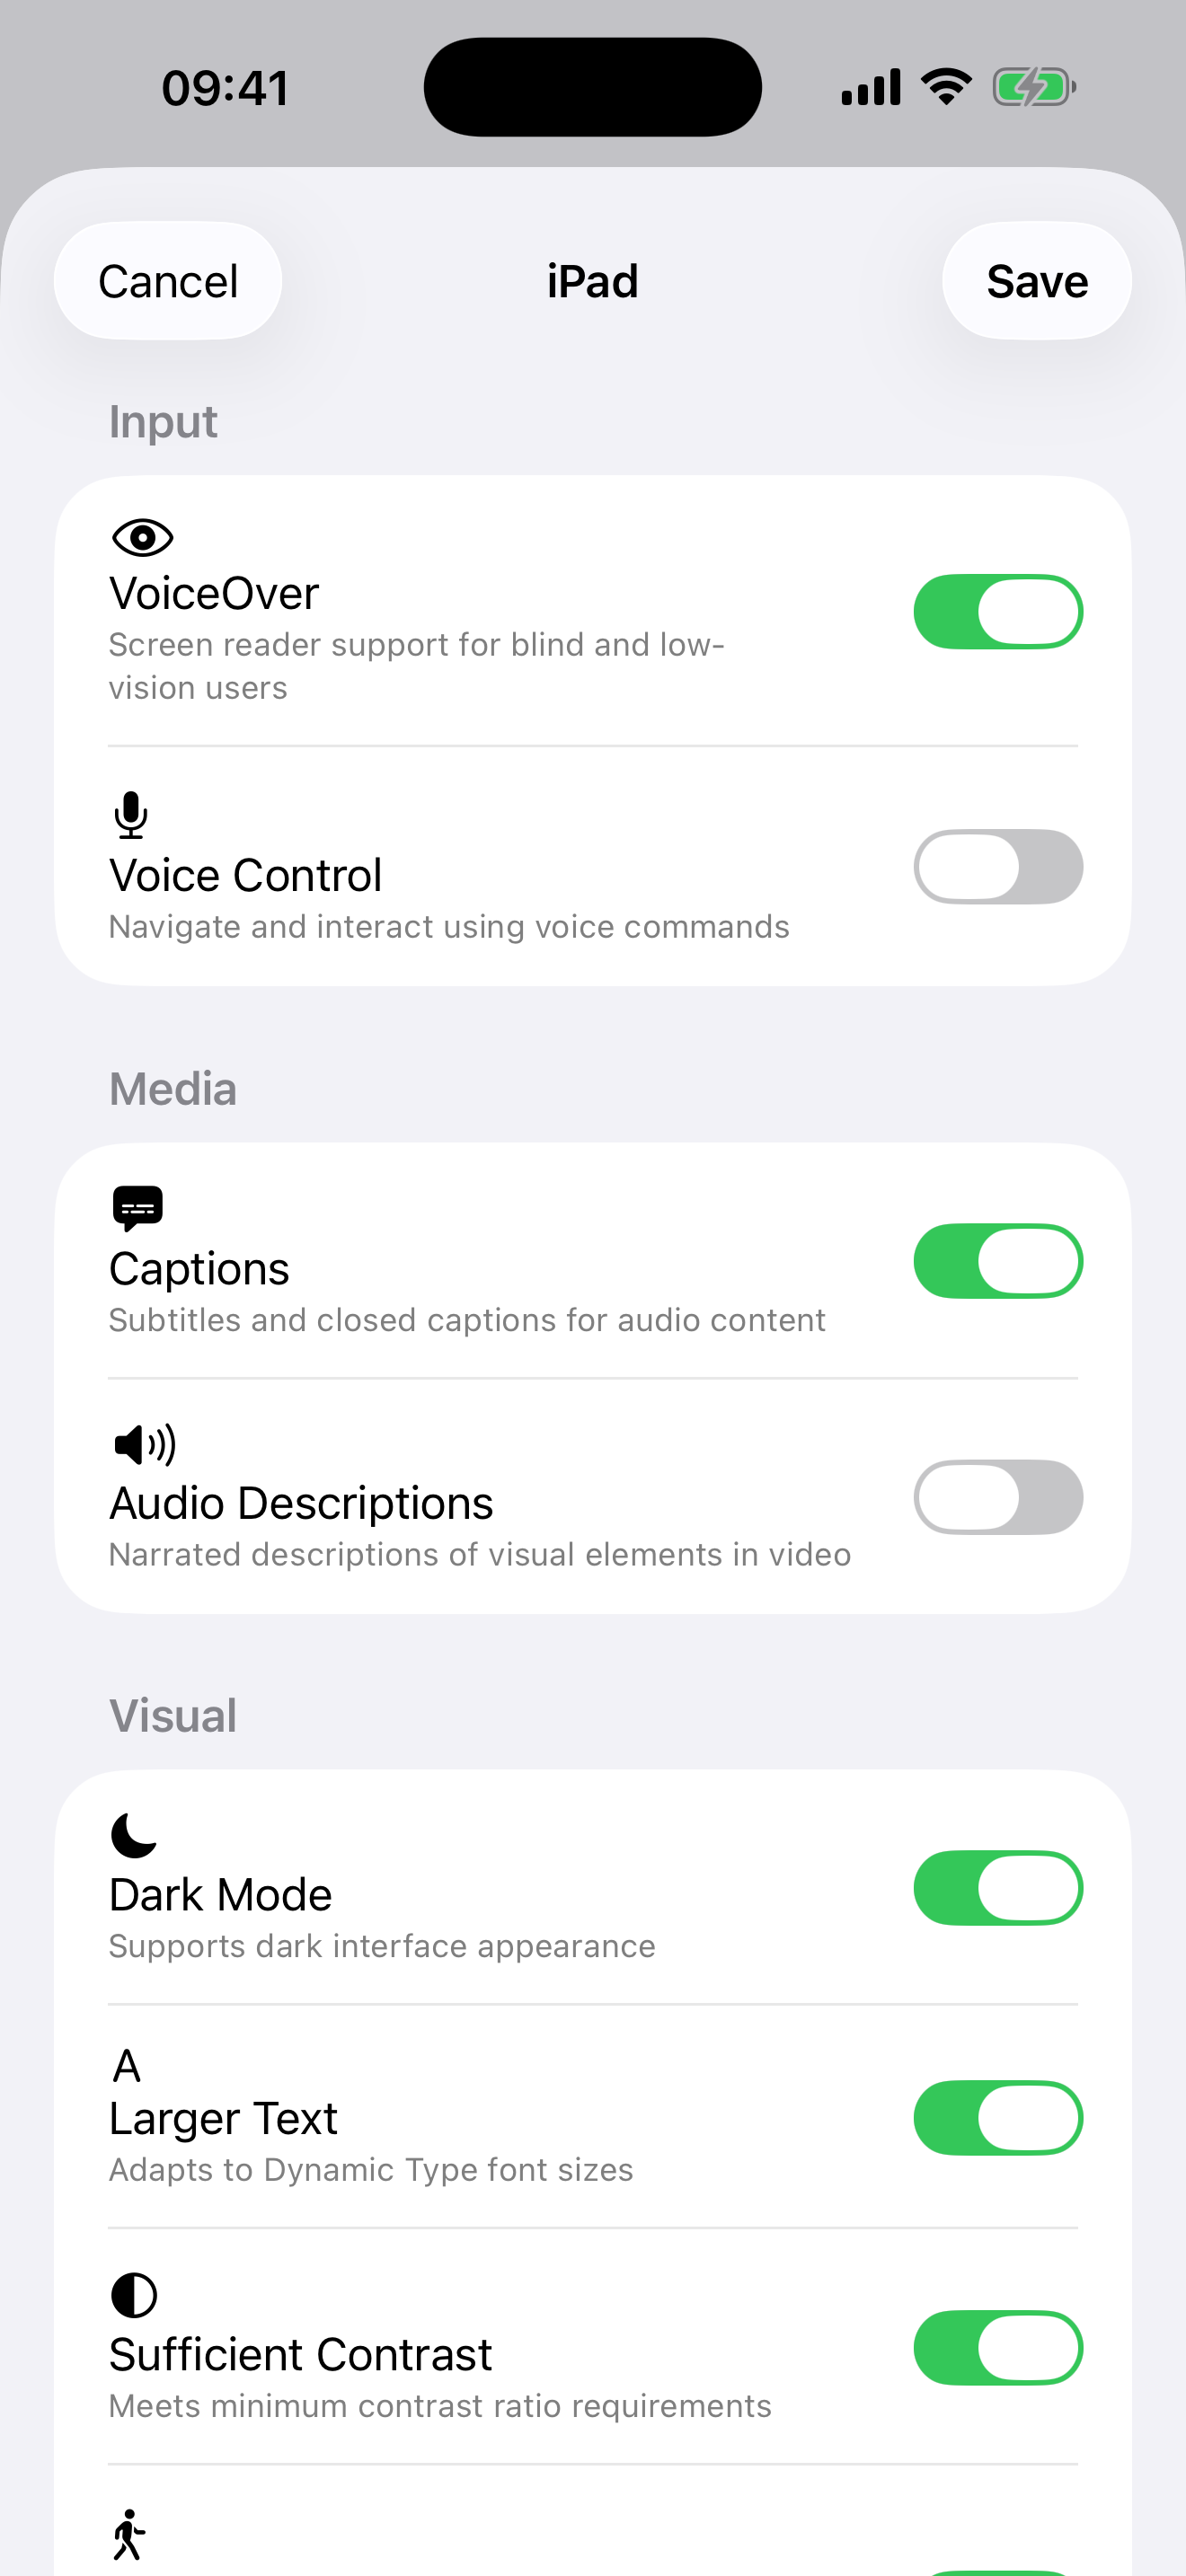 09:41
Cancel
iPad
Save
Input
VoiceOver
Screen reader support for blind and low-
vision users
Voice Control
Navigate and interact using voice commands
Media
Captions
Subtitles and closed captions for audio content
Audio Descriptions
Narrated descriptions of visual elements in video
Visual
Dark Mode
Supports dark interface appearance
A
Larger Text
Adapts to Dynamic Type font sizes
Sufficient Contrast
Meets minimum contrast ratio requirements